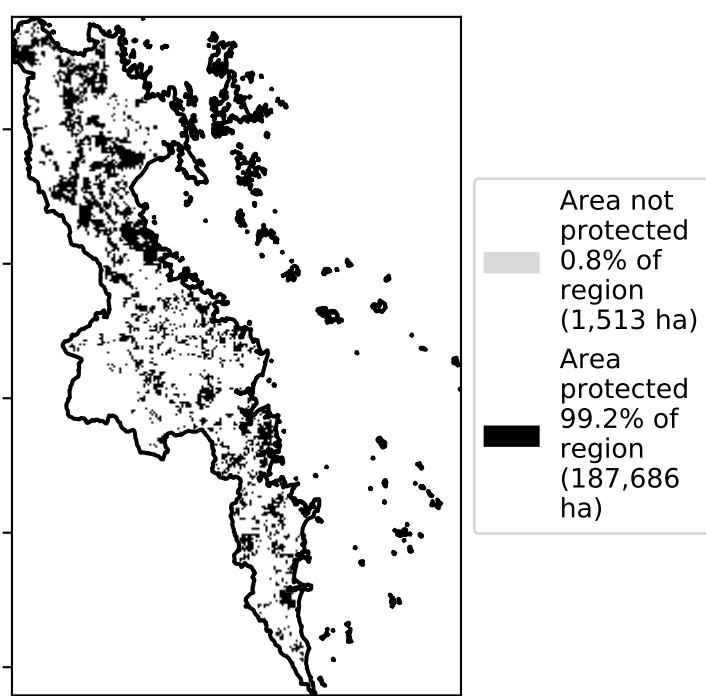 Area not
protected
0.8% of
region
(1,513 ha)
Area
protected
99.2% of
region
(187,686
ha)